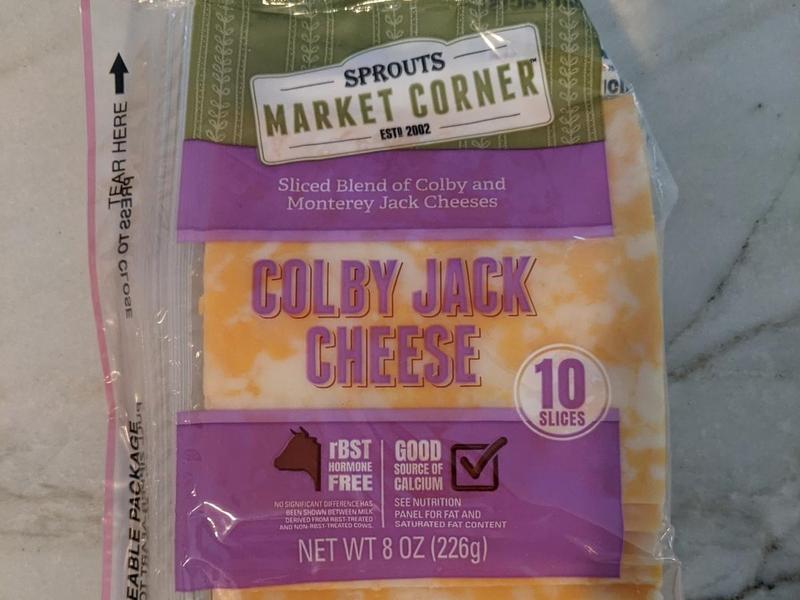 SPROUTS
MARKET CORNER™
ESTD 2002
Sliced Blend of Colby and
Monterey Jack Cheeses
COLBY JACK
CHEESE
10
SLICES
rBST
HORMONE
FREE
NO SIGNIFICANT DIFFERENCE HAS
BEEN SHOWN BETWEEN MILK
DERIVED FROM RBST-TREATED
AND NON-RBST-TREATED COWS.
GOOD
SOURCE OF
CALCIUM
SEE NUTRITION
PANEL FOR FAT AND
SATURATED FAT CONTENT
NET WT 8 OZ (226g)
TEAR HERE
PRESS TO CLOSE
EABLE PACKAGE